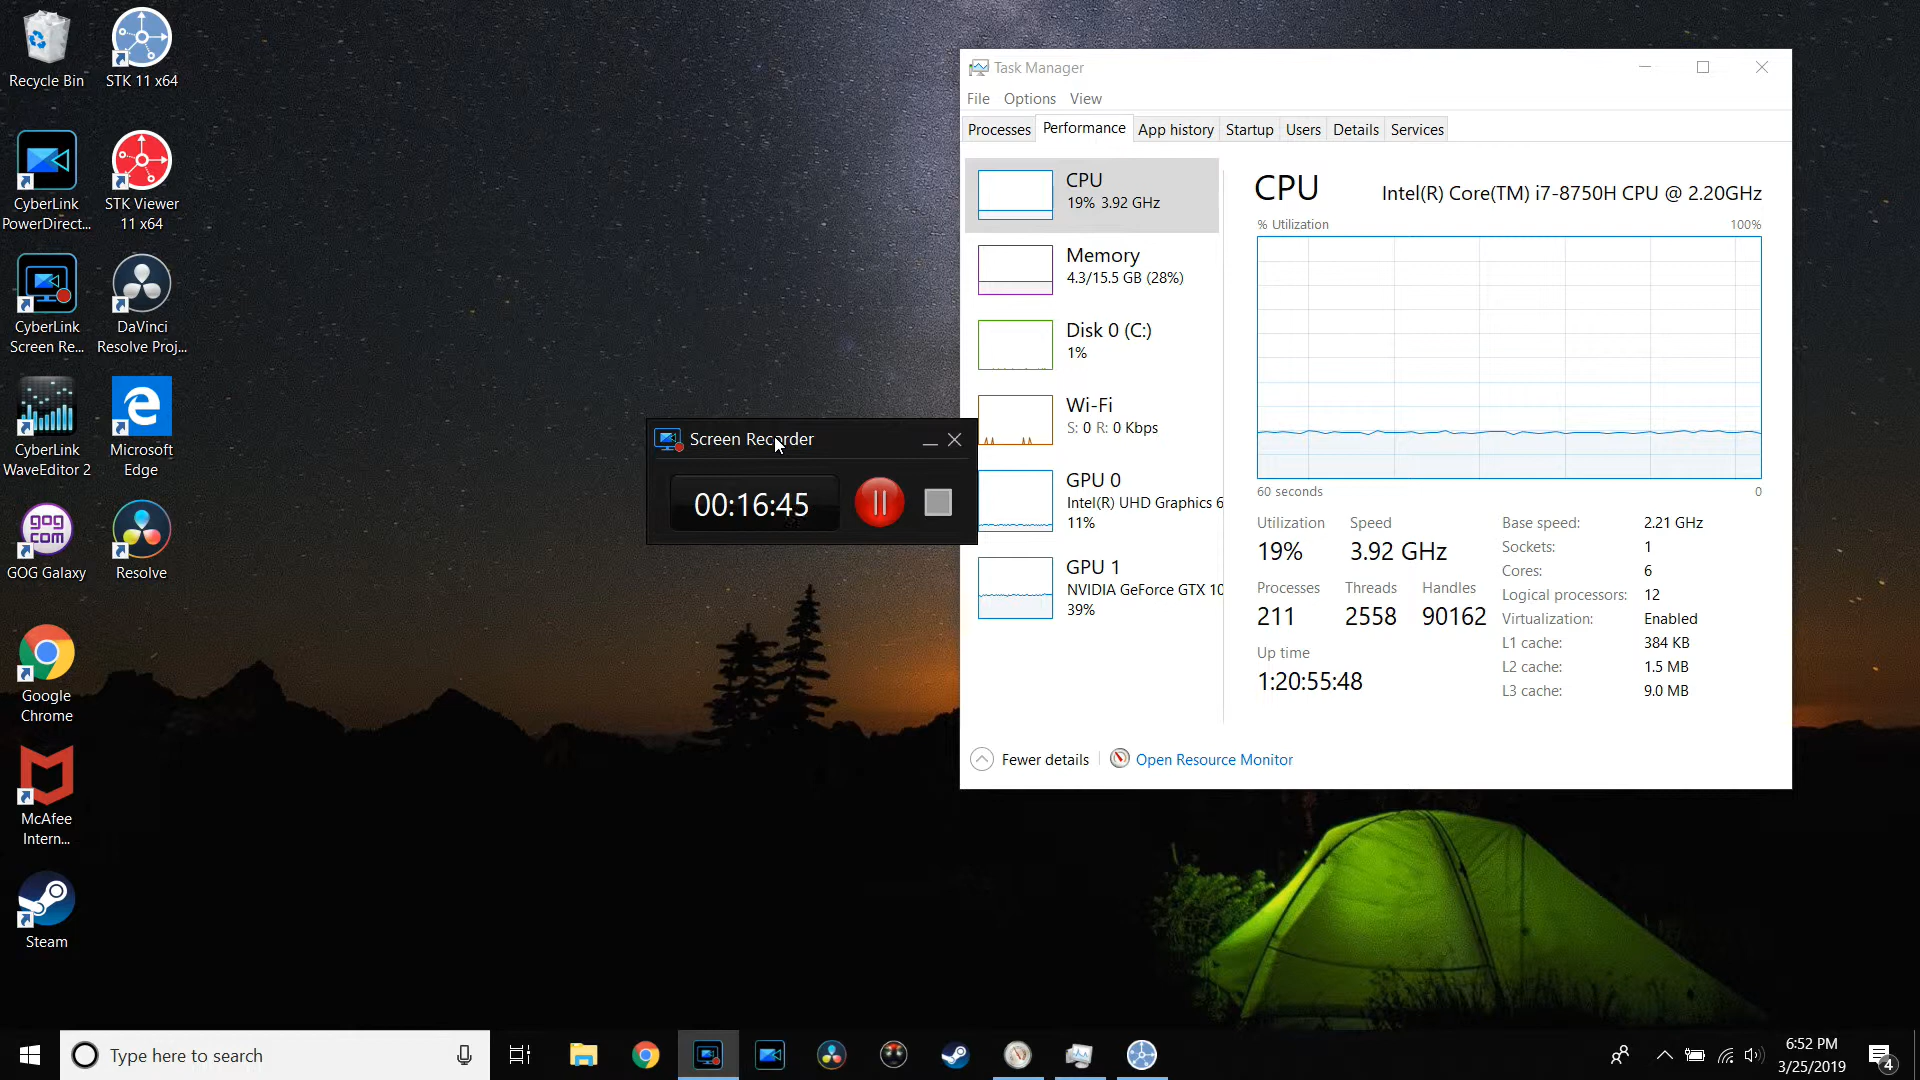 Recycle Bin
STK 11 x64
CyberLink
PowerDirect...
STK Viewer
11 x64
CyberLink
Screen Re...
DaVinci
Resolve Proj...
CyberLink
WaveEditor 2
Microsoft
Edge
gog
com
GOG Galaxy
Resolve
Google
Chrome
McAfee
Intern...
Steam
Screen Recorder
00:16:45
Task Manager
File Options View
Processes Performance App history Startup Users Details Services
CPU
19% 3.92 GHz
Memory
4.3/15.5 GB (28%)
Disk 0 (C:)
1%
Wi-Fi
S: 0 R: 0 Kbps
GPU 0
Intel(R) UHD Graphics 6
11%
GPU 1
NVIDIA GeForce GTX 10
39%
CPU Intel(R) Core(TM) i7-8750H CPU @ 2.20GHz
% Utilization 100%
60 seconds 0
Utilization Speed
19% 3.92 GHz
Processes Threads Handles
211 2558 90162
Up time
1:20:55:48
Base speed: 2.21 GHz
Sockets: 1
Cores: 6
Logical processors: 12
Virtualization: Enabled
L1 cache: 384 KB
L2 cache: 1.5 MB
L3 cache: 9.0 MB
Fewer details Open Resource Monitor
Type here to search
6:52 PM
3/25/2019
4